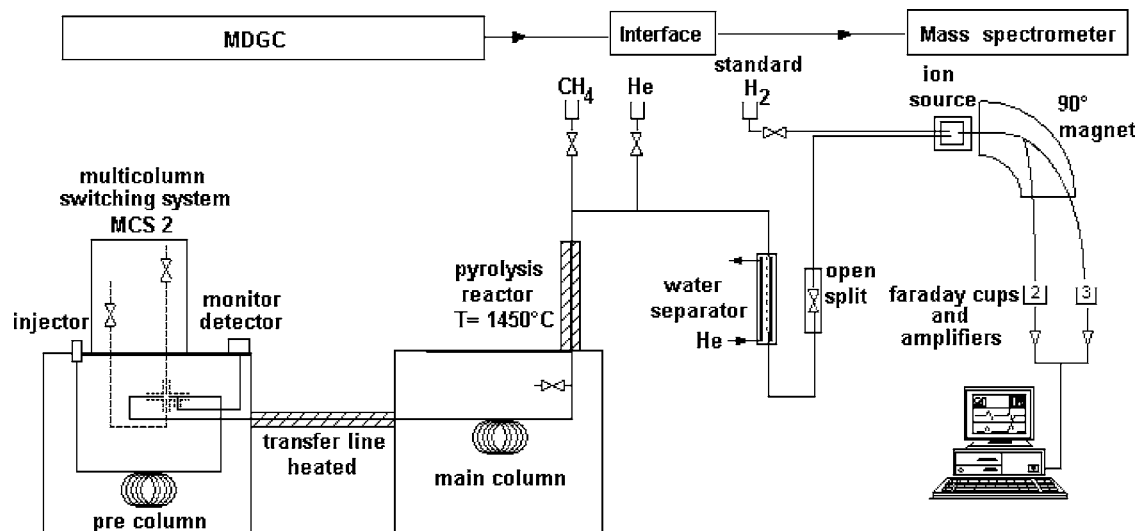 MDGC
Interface
Mass spectrometer
CH4
He
standard
H2
ion
source
90°
magnet
multicolumn
switching system
MCS 2
injector
monitor
detector
pyrolysis
reactor
T= 1450°C
water
separator
He
open
split
faraday cups
and
amplifiers
2
3
transfer line
heated
main column
pre column